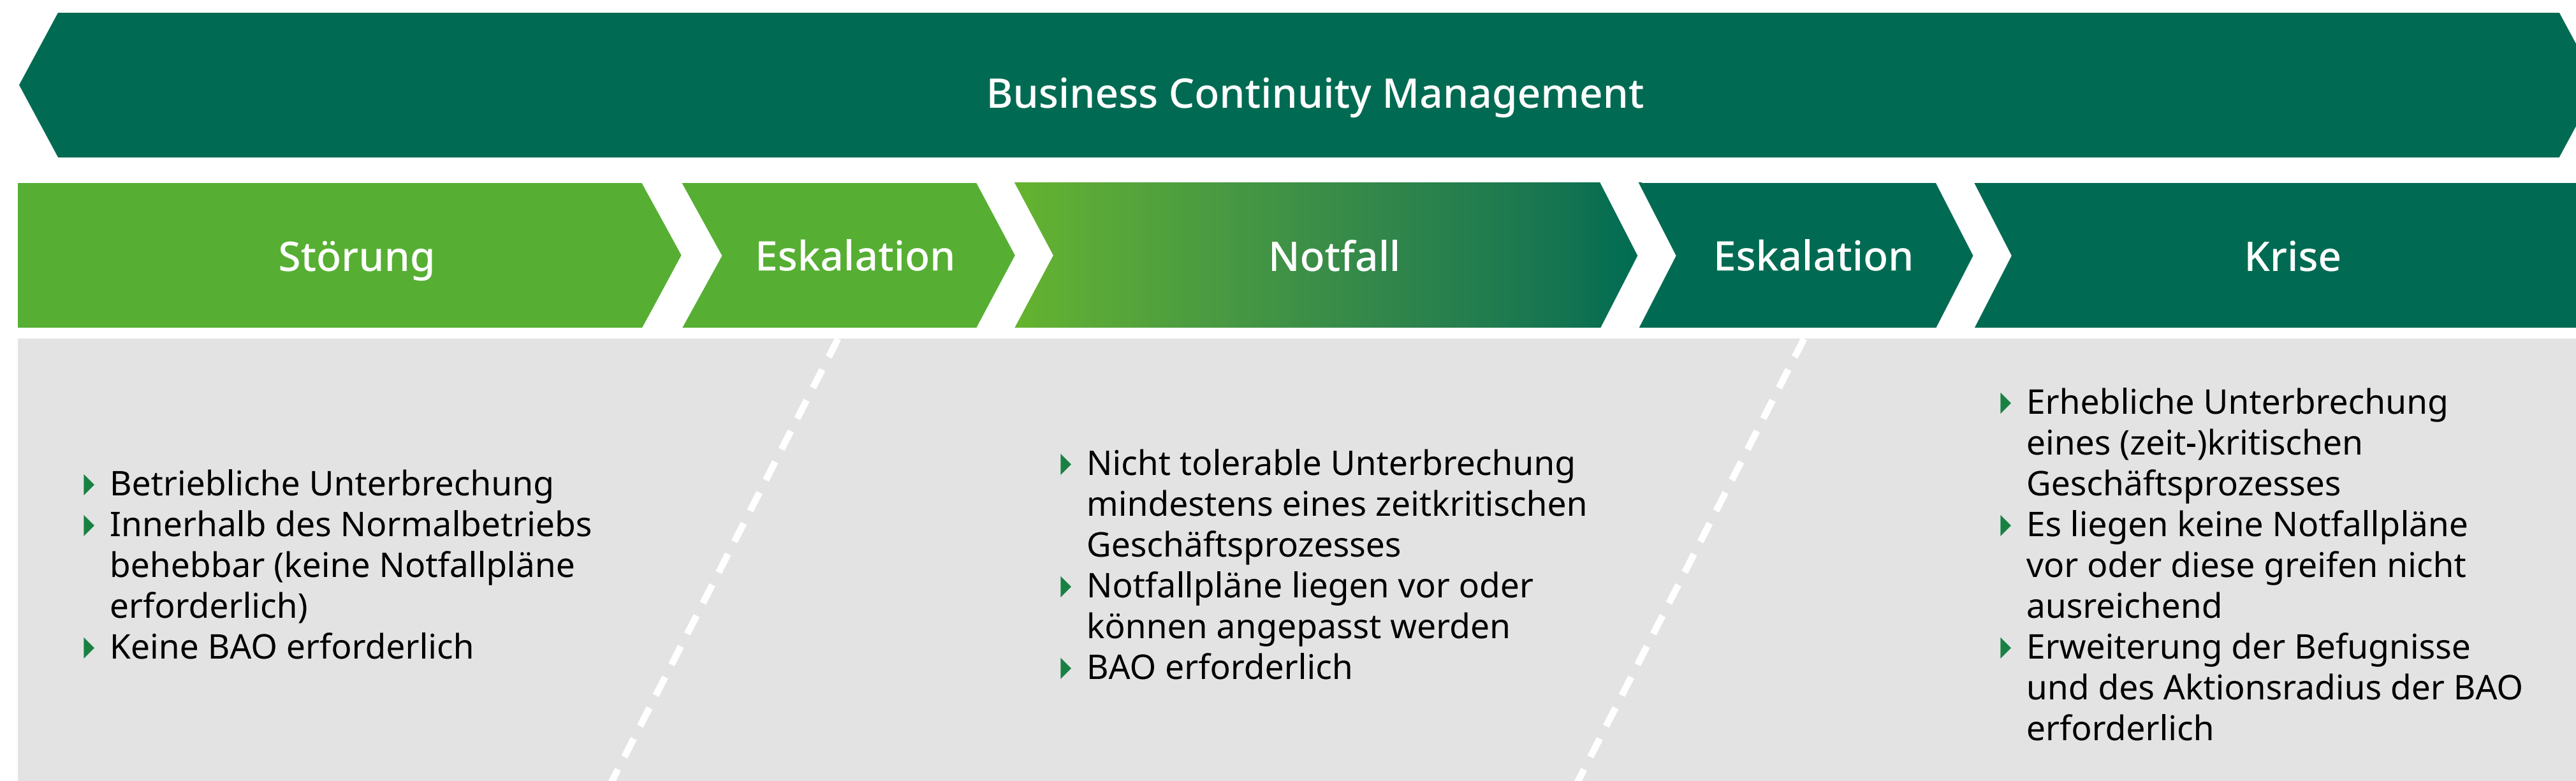 Business Continuity Management
Störung
Eskalation
Notfall
Eskalation
Krise
Betriebliche Unterbrechung
Innerhalb des Normalbetriebs
behebbar (keine Notfallpläne
erforderlich)
Keine BAO erforderlich
Nicht tolerable Unterbrechung
mindestens eines zeitkritischen
Geschäftsprozesses
Notfallpläne liegen vor oder
können angepasst werden
BAO erforderlich
Erhebliche Unterbrechung
eines (zeit-)kritischen
Geschäftsprozesses
Es liegen keine Notfallpläne
vor oder diese greifen nicht
ausreichend
Erweiterung der Befugnisse
und des Aktionsradius der BAO
erforderlich